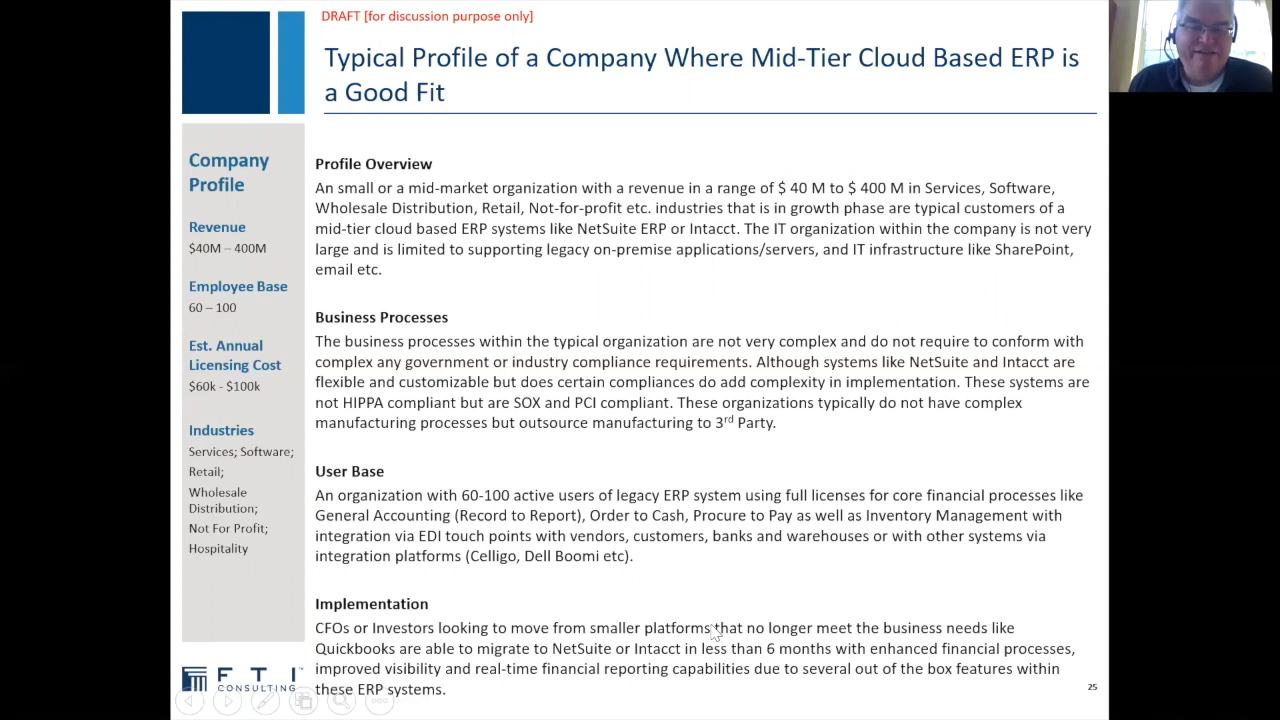 DRAFT [for discussion purpose only]
Typical Profile of a Company Where Mid-Tier Cloud Based ERP is
a Good Fit
Company
Profile
Revenue
$40M – 400M
Employee Base
60 – 100
Est. Annual
Licensing Cost
$60k - $100k
Industries
Services; Software;
Retail;
Wholesale
Distribution;
Not For Profit;
Hospitality
Profile Overview
An small or a mid-market organization with a revenue in a range of $ 40 M to $ 400 M in Services, Software,
Wholesale Distribution, Retail, Not-for-profit etc. industries that is in growth phase are typical customers of a
mid-tier cloud based ERP systems like NetSuite ERP or Intacct. The IT organization within the company is not very
large and is limited to supporting legacy on-premise applications/servers, and IT infrastructure like SharePoint,
email etc.
Business Processes
The business processes within the typical organization are not very complex and do not require to conform with
complex any government or industry compliance requirements. Although systems like NetSuite and Intacct are
flexible and customizable but does certain compliances do add complexity in implementation. These systems are
not HIPPA compliant but are SOX and PCI compliant. These organizations typically do not have complex
manufacturing processes but outsource manufacturing to 3rd Party.
User Base
An organization with 60-100 active users of legacy ERP system using full licenses for core financial processes like
General Accounting (Record to Report), Order to Cash, Procure to Pay as well as Inventory Management with
integration via EDI touch points with vendors, customers, banks and warehouses or with other systems via
integration platforms (Celligo, Dell Boomi etc).
Implementation
CFOs or Investors looking to move from smaller platforms that no longer meet the business needs like
Quickbooks are able to migrate to NetSuite or Intacct in less than 6 months with enhanced financial processes,
improved visibility and real-time financial reporting capabilities due to several out of the box features within
these ERP systems.
F T I ™
CONSULTING
25